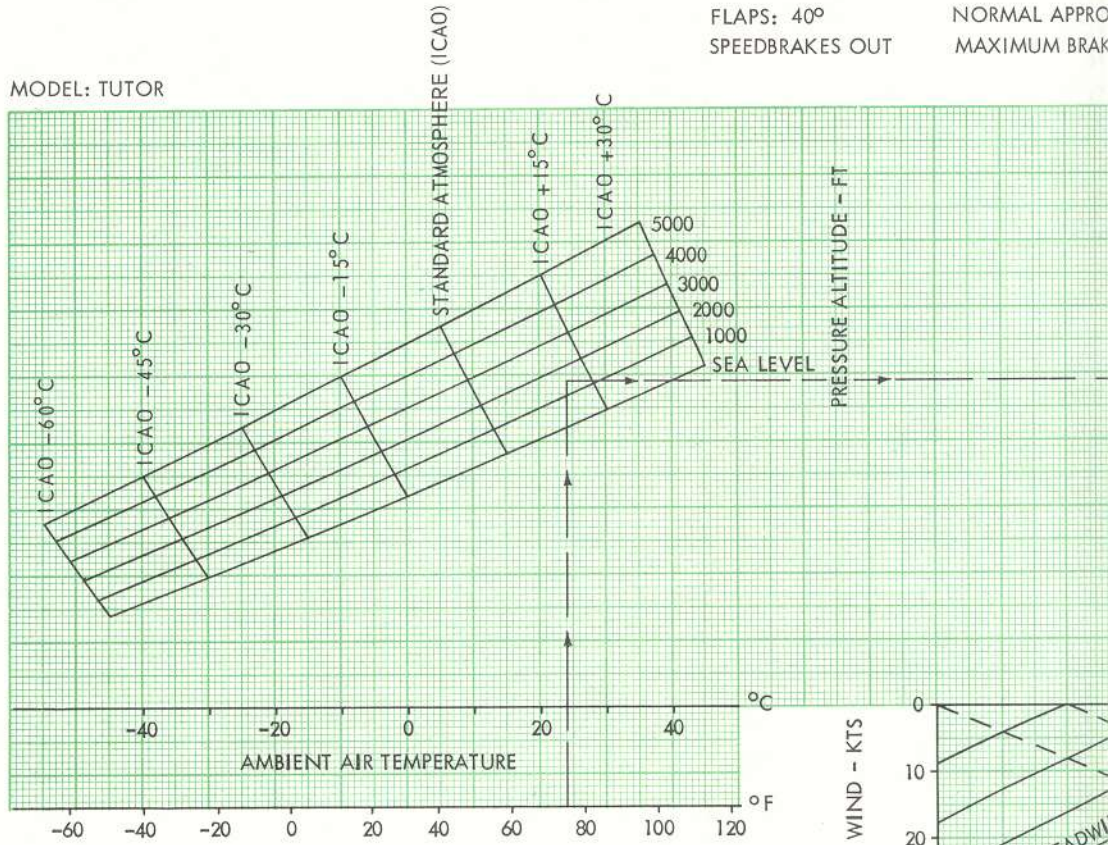 FLAPS: 40° NORMAL APPRO
SPEEDBRAKES OUT MAXIMUM BRAK
MODEL: TUTOR
ICAO -60°C
ICAO -45°C
ICAO -30°C
ICAO -15°C
STANDARD ATMOSPHERE (ICAO)
ICAO +15°C
ICAO +30°C
5000
4000
3000
2000
1000
SEA LEVEL
PRESSURE ALTITUDE - FT
°C
-40 -20 0 20 40
AMBIENT AIR TEMPERATURE
°F
-60 -40 -20 0 20 40 60 80 100 120
WIND - KTS
0
10
20
ADWI